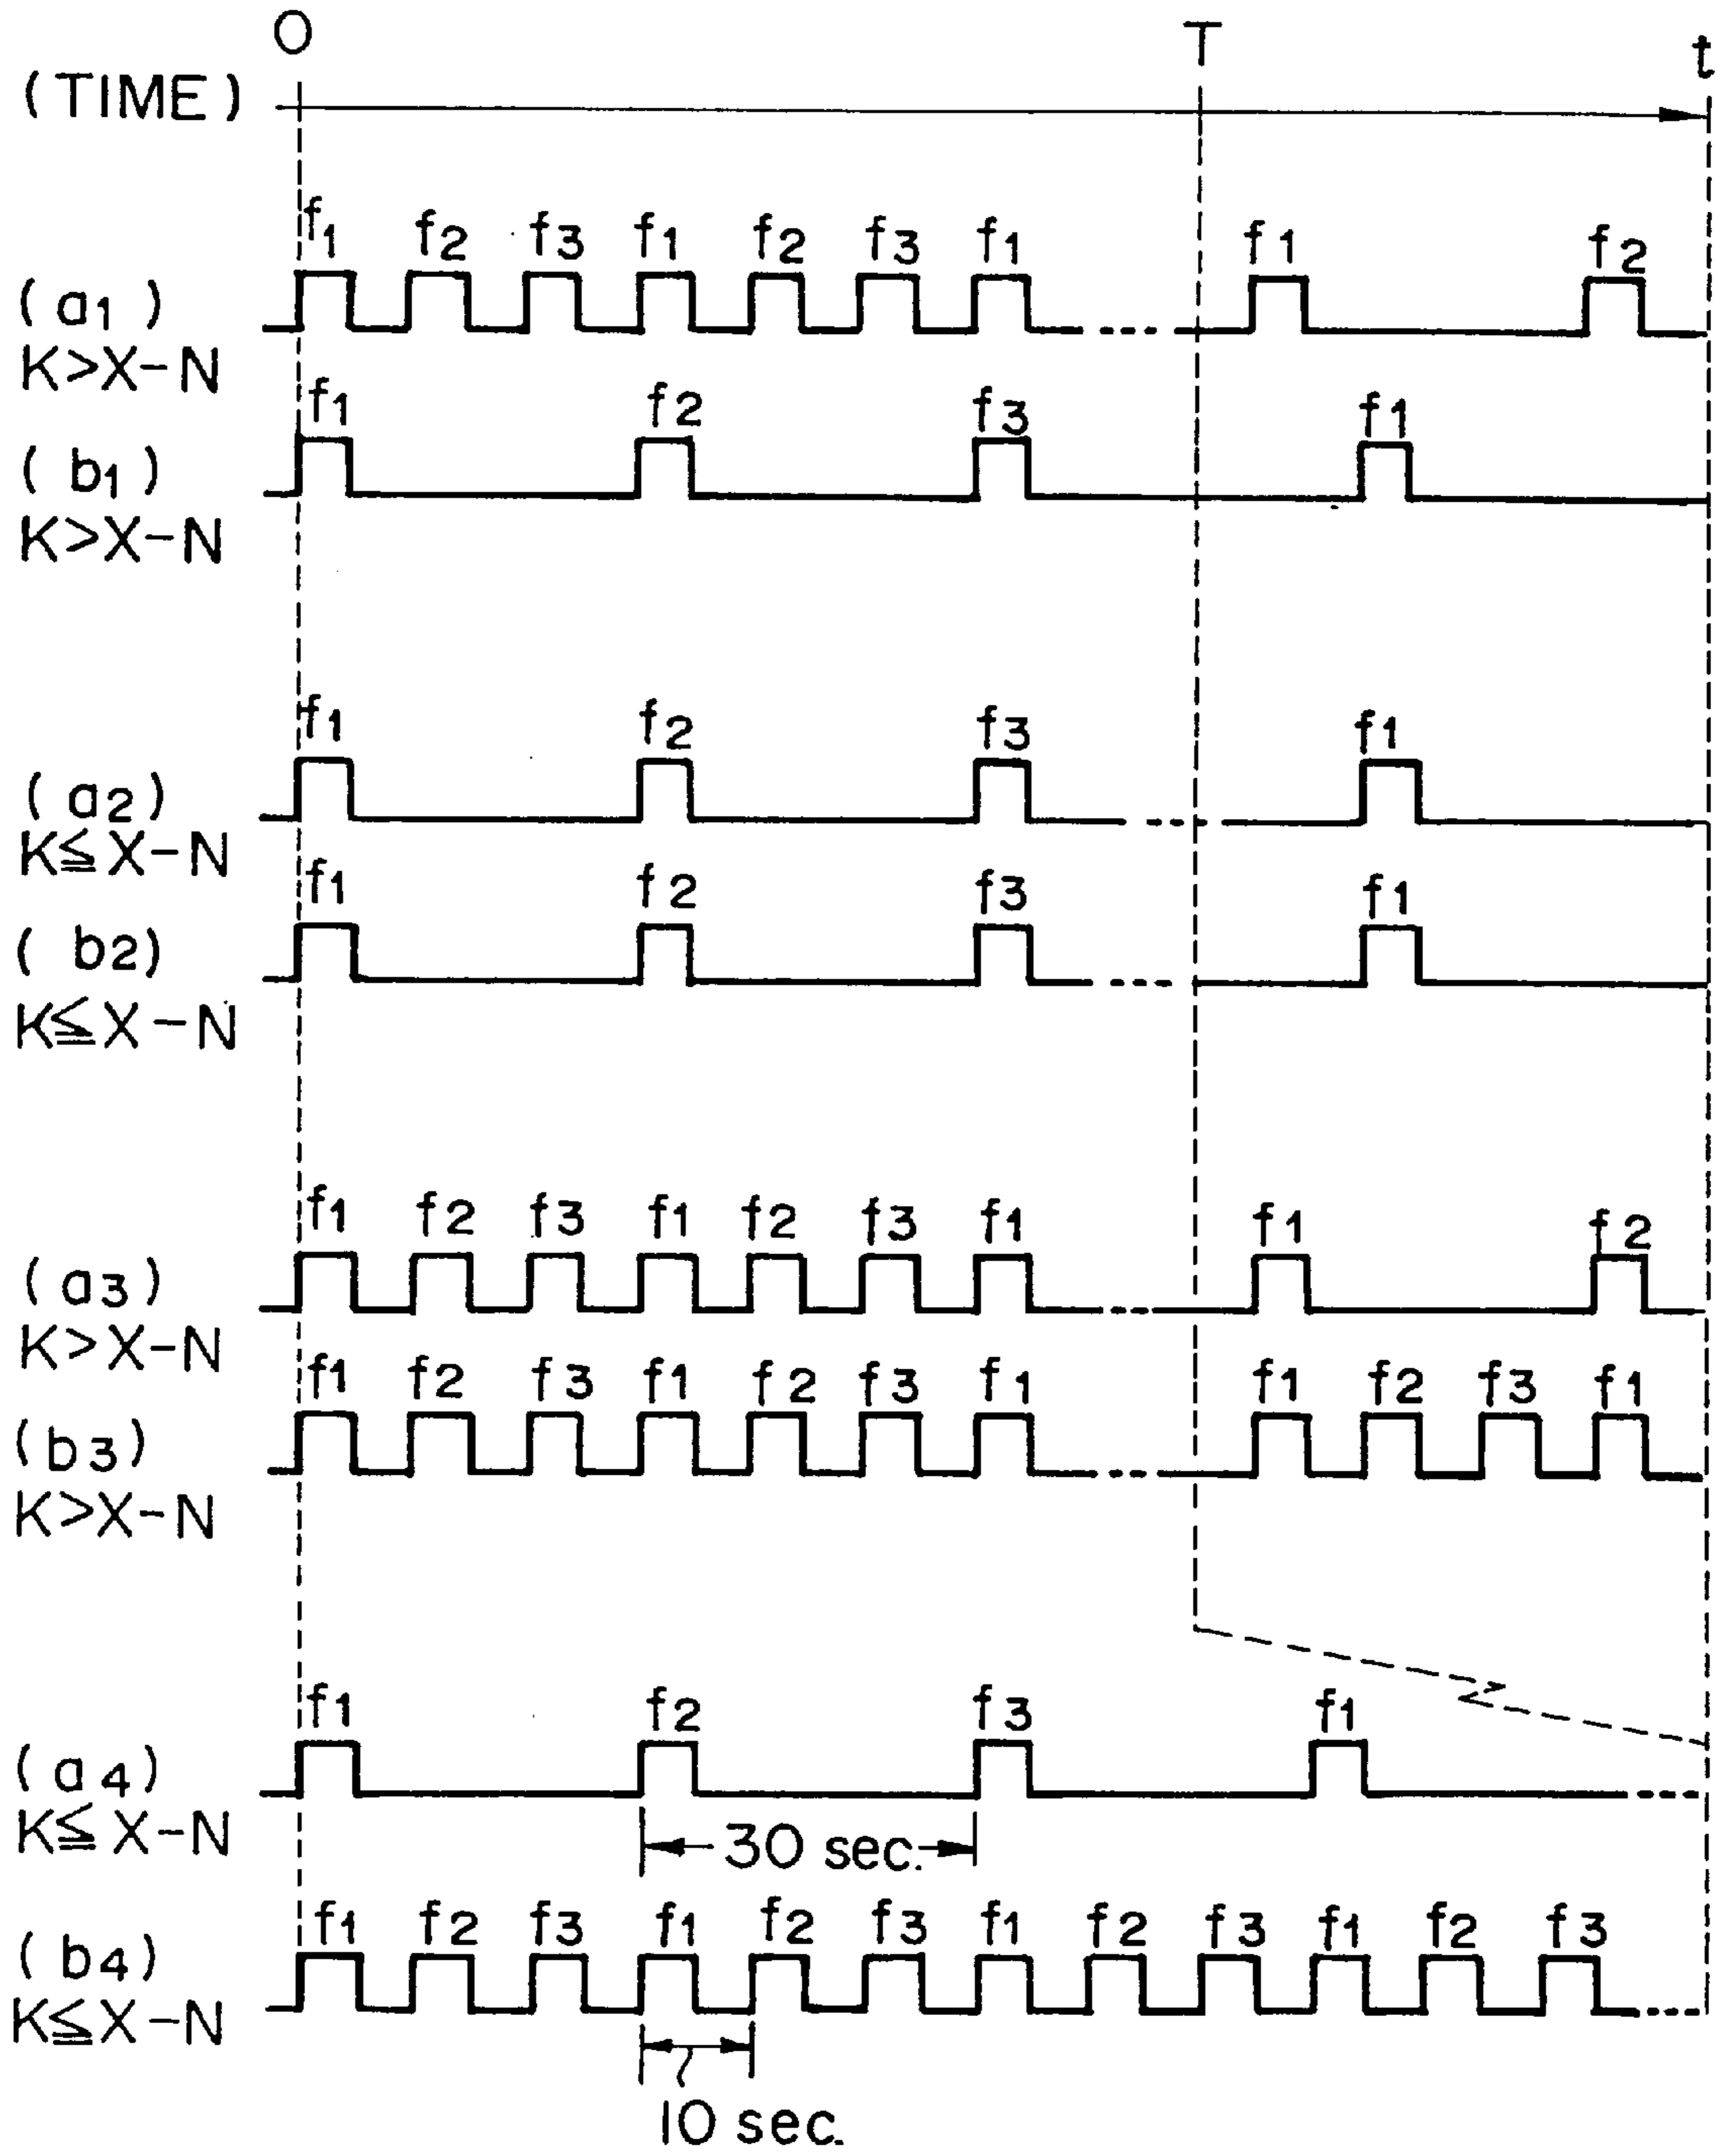 O T t
(TIME)
f1 f2 f3 f1 f2 f3 f1 f1 f2
(a1)
K>X-N
f1 f2 f3 f1
(b1)
K>X-N
f1 f2 f3 f1
(a2)
K≦X-N
f1 f2 f3 f1
(b2)
K≦X-N
f1 f2 f3 f1 f2 f3 f1 f1 f2
(a3)
K>X-N
f1 f2 f3 f1 f2 f3 f1 f1 f2 f3 f1
(b3)
K>X-N
f1 f2 f3 f1
(a4)
K≦X-N
30 sec.
f1 f2 f3 f1 f2 f3 f1 f2 f3 f1 f2 f3
(b4)
K≦X-N
10 sec.